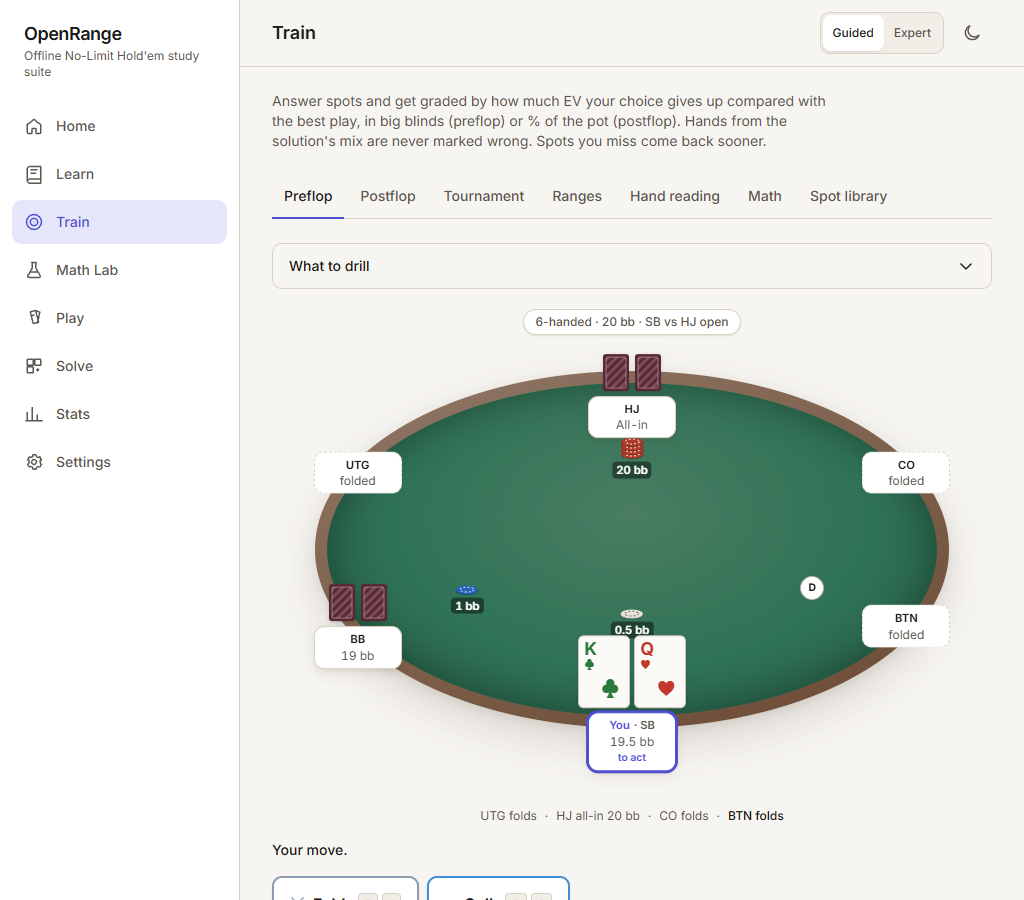 OpenRange
Offline No-Limit Hold'em study
suite
Home
Learn
Train
Math Lab
Play
Solve
Stats
Settings
Train
Guided
Expert
Answer spots and get graded by how much EV your choice gives up compared with
the best play, in big blinds (preflop) or % of the pot (postflop). Hands from the
solution's mix are never marked wrong. Spots you miss come back sooner.
Preflop
Postflop
Tournament
Ranges
Hand reading
Math
Spot library
What to drill
6-handed · 20 bb · SB vs HJ open
HJ
All-in
20 bb
UTG
folded
CO
folded
D
1 bb
BB
19 bb
BTN
folded
0.5 bb
K
Q
You · SB
19.5 bb
to act
UTG folds · HJ all-in 20 bb · CO folds · BTN folds
Your move.